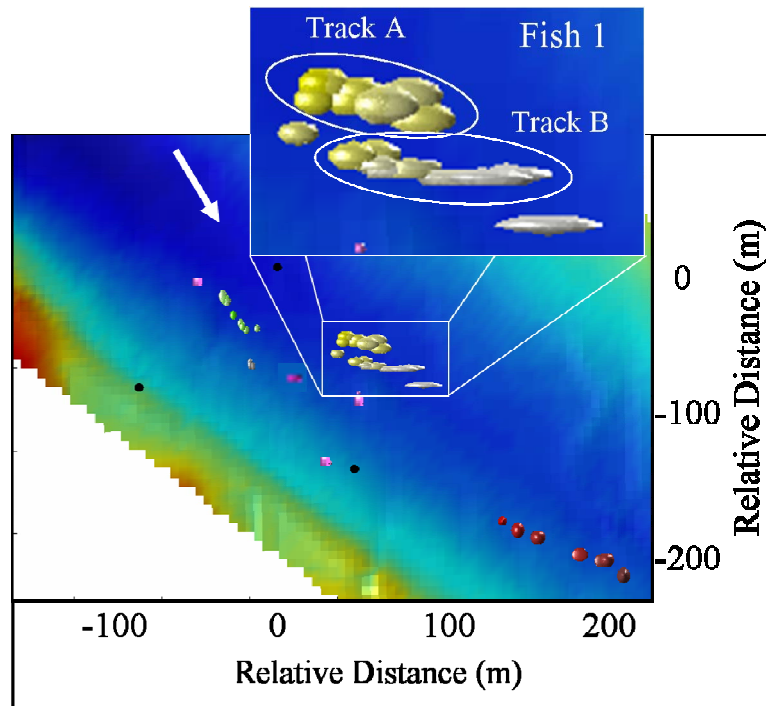 Track A
Fish 1
Track B
0
-100
-200
Relative Distance (m)
-100
0
100
200
Relative Distance (m)